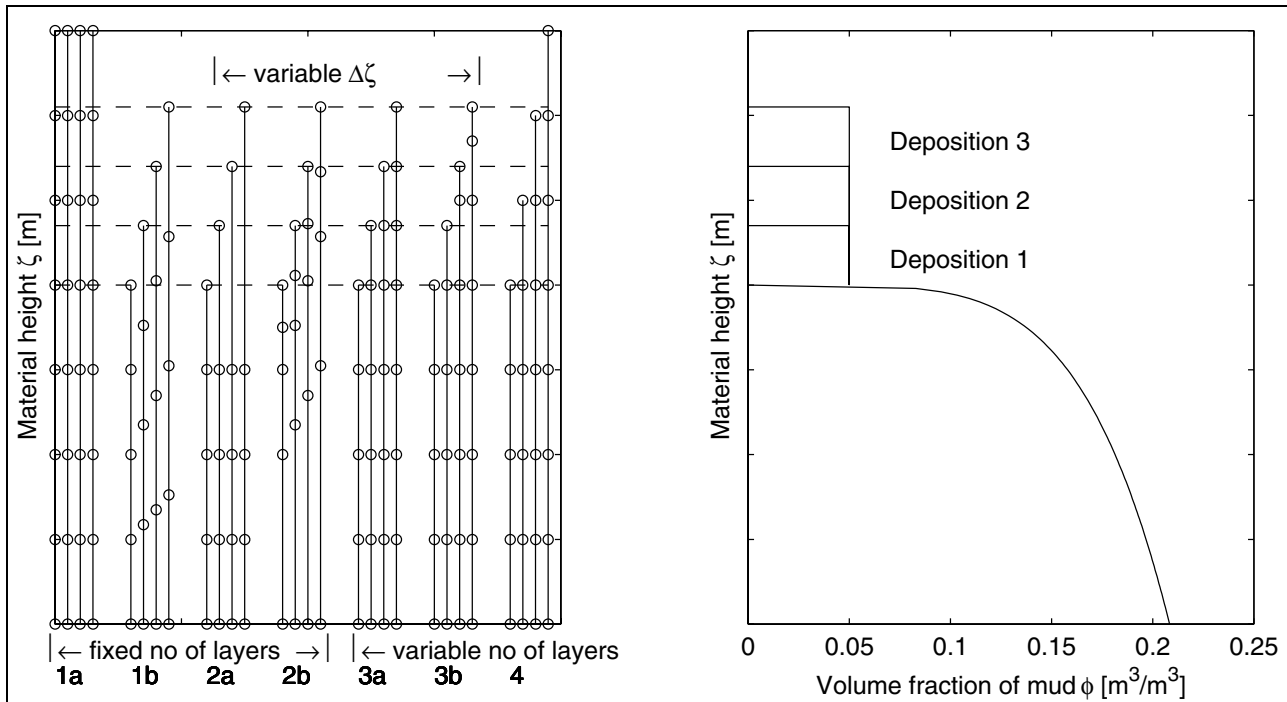 |← variable Δζ →|
Material height ζ [m]
|← fixed no of layers →| |← variable no of layers
1a 1b 2a 2b 3a 3b 4
Material height ζ [m]
Deposition 3
Deposition 2
Deposition 1
0 0.05 0.1 0.15 0.2 0.25
Volume fraction of mud ϕ [m³/m³]